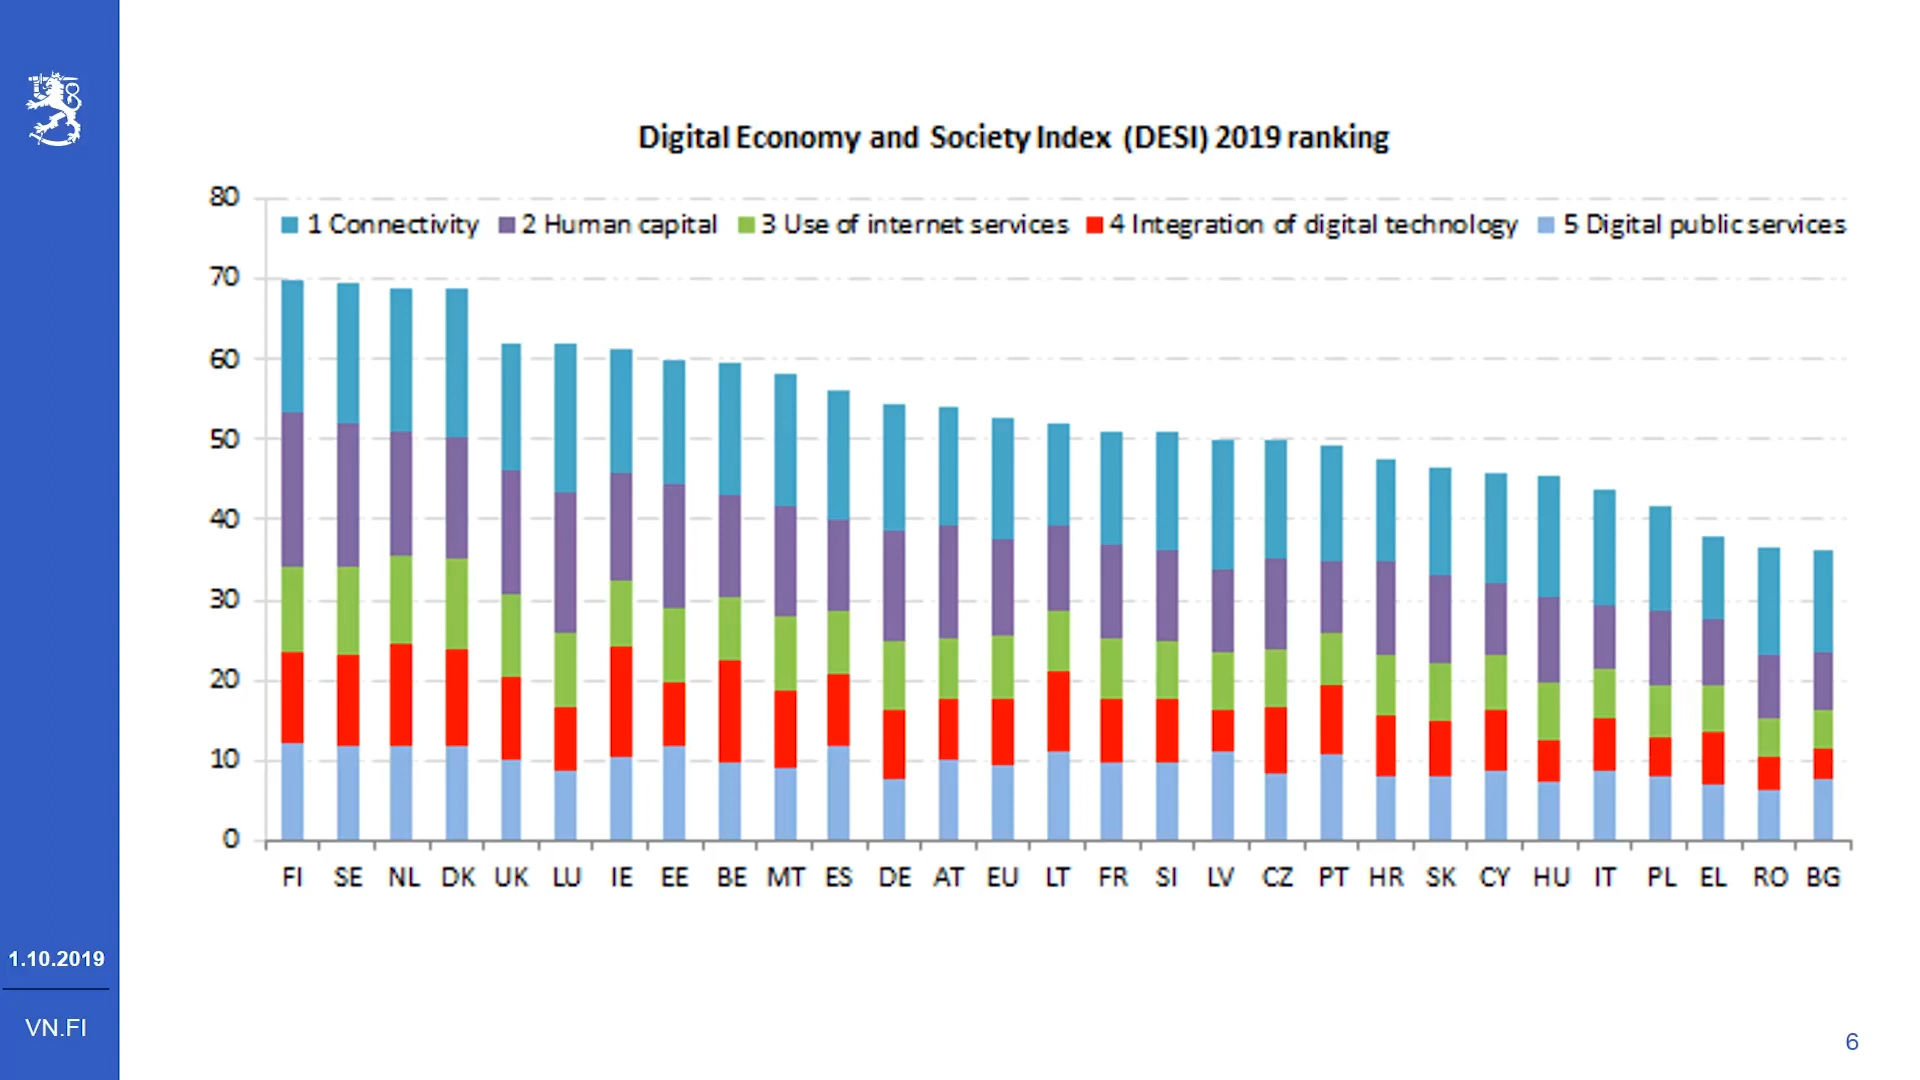 Digital Economy and Society Index (DESI) 2019 ranking
80
1 Connectivity 2 Human capital 3 Use of internet services 4 Integration of digital technology 5 Digital public services
70
60
50
40
30
20
10
0
FI SE NL DK UK LU IE EE BE MT ES DE AT EU LT FR SI LV CZ PT HR SK CY HU IT PL EL RO BG
1.10.2019
VN.FI
6